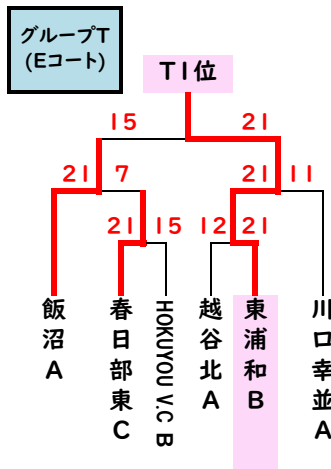 グループT
(Eコート)
T1位
15 21
21 7 21 11
21 15 12 21
飯沼A
春日部東C
HOKUYOU V.C B
越谷北A
東浦和B
川口幸並A